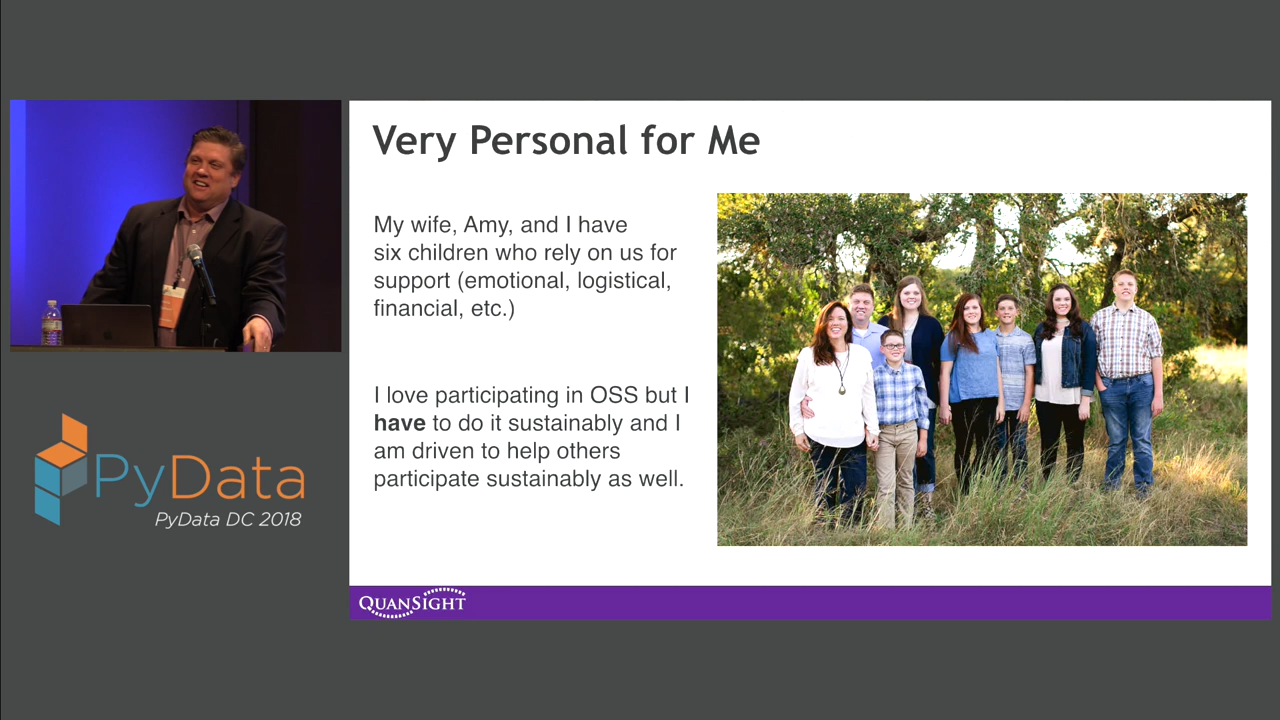 Very Personal for Me
My wife, Amy, and I have
six children who rely on us for
support (emotional, logistical,
financial, etc.)
I love participating in OSS but I
have to do it sustainably and I
am driven to help others
participate sustainably as well.
PyData
PyData DC 2018
QUANSIGHT